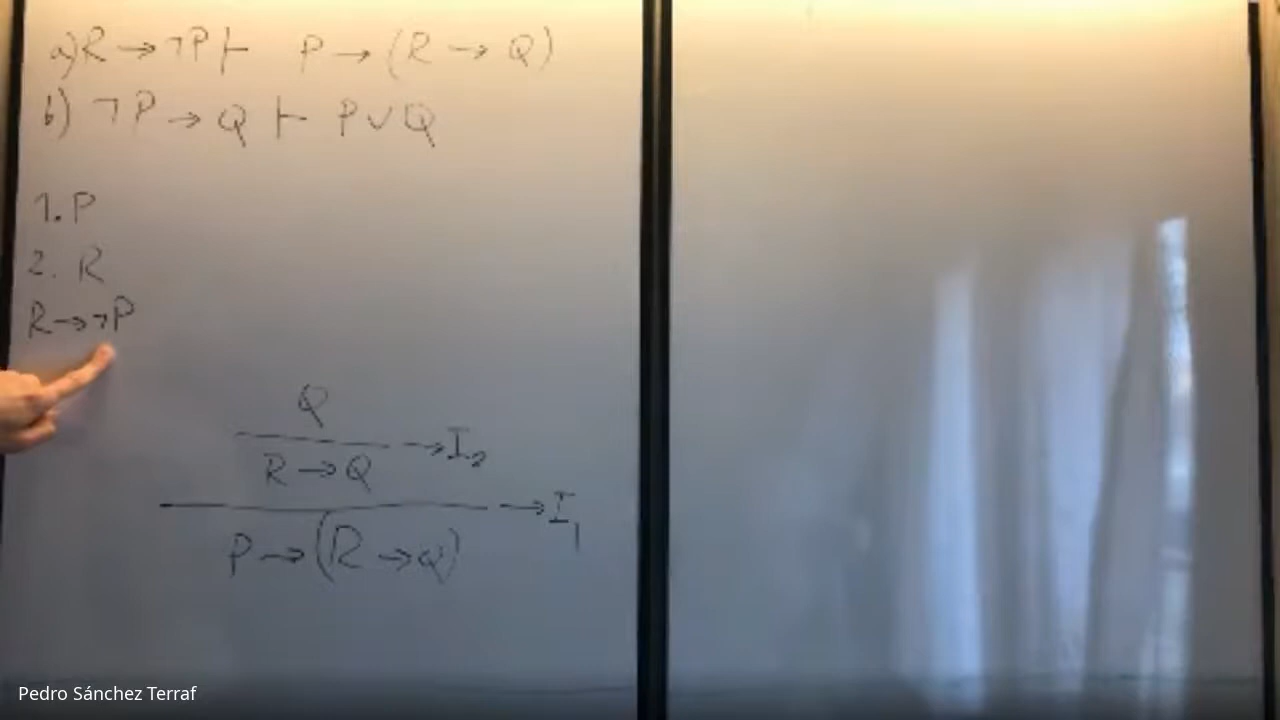 a) R → ¬P ⊢ P → (R → Q)
b) ¬P → Q ⊢ P ∨ Q
1. P
2. R
R → ¬P
Q
R → Q →I₂
P → (R → Q) →I₁
Pedro Sánchez Terraf